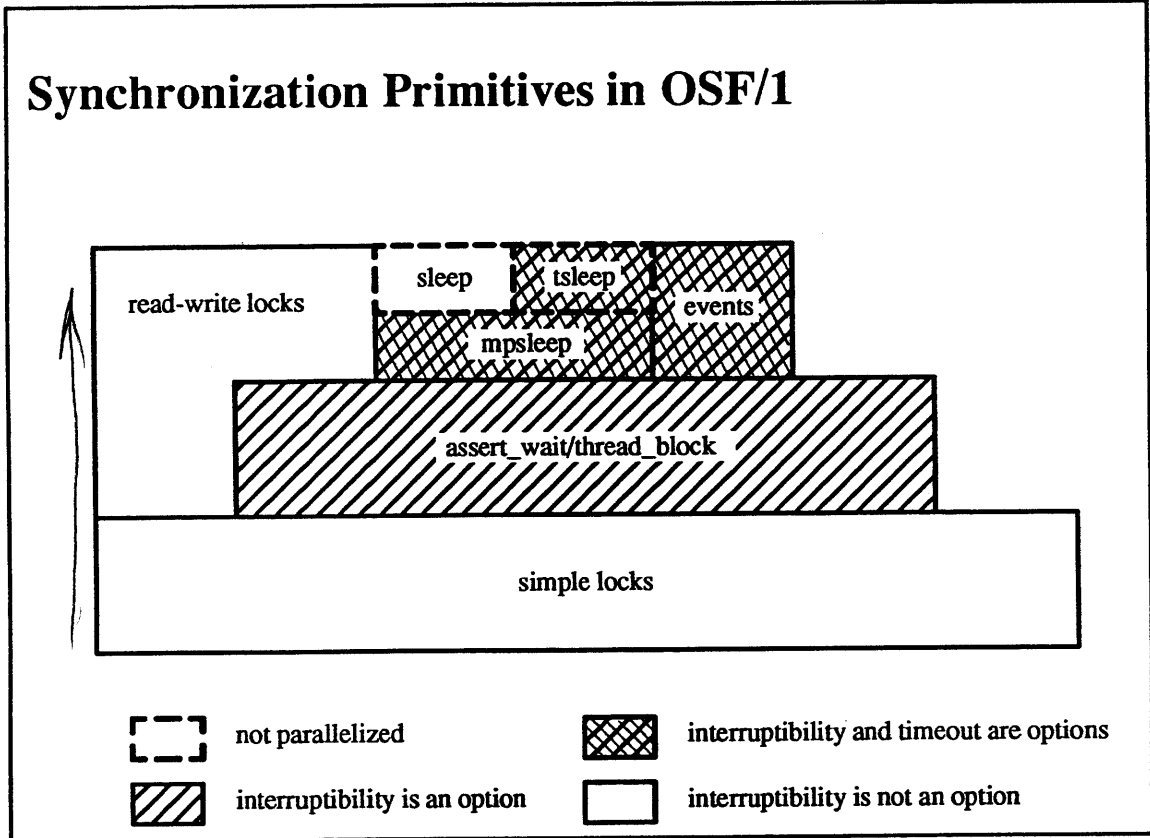 Synchronization Primitives in OSF/1
sleep
tsleep
read-write locks
events
mpsleep
assert_wait/thread_block
simple locks
not parallelized
interruptibility and timeout are options
interruptibility is an option
interruptibility is not an option